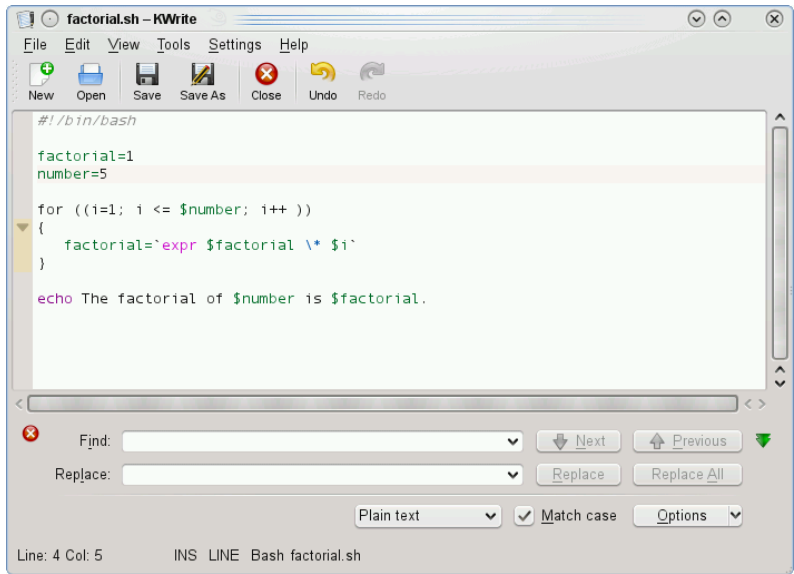 factorial.sh – KWrite
File Edit View Tools Settings Help
New Open Save Save As Close Undo Redo
#!/bin/bash
factorial=1
number=5
for ((i=1; i <= $number; i++ ))
{
factorial=`expr $factorial \* $i`
}
echo The factorial of $number is $factorial.
Find: Next Previous
Replace: Replace Replace All
Plain text Match case Options
Line: 4 Col: 5 INS LINE Bash factorial.sh